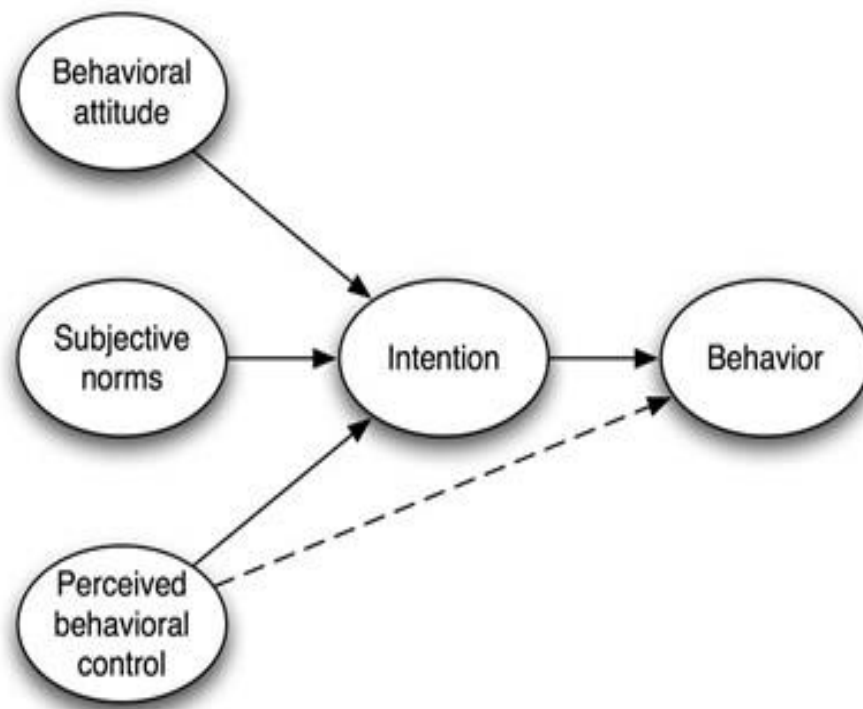 Behavioral
attitude
Subjective
norms
Intention
Behavior
Perceived
behavioral
control